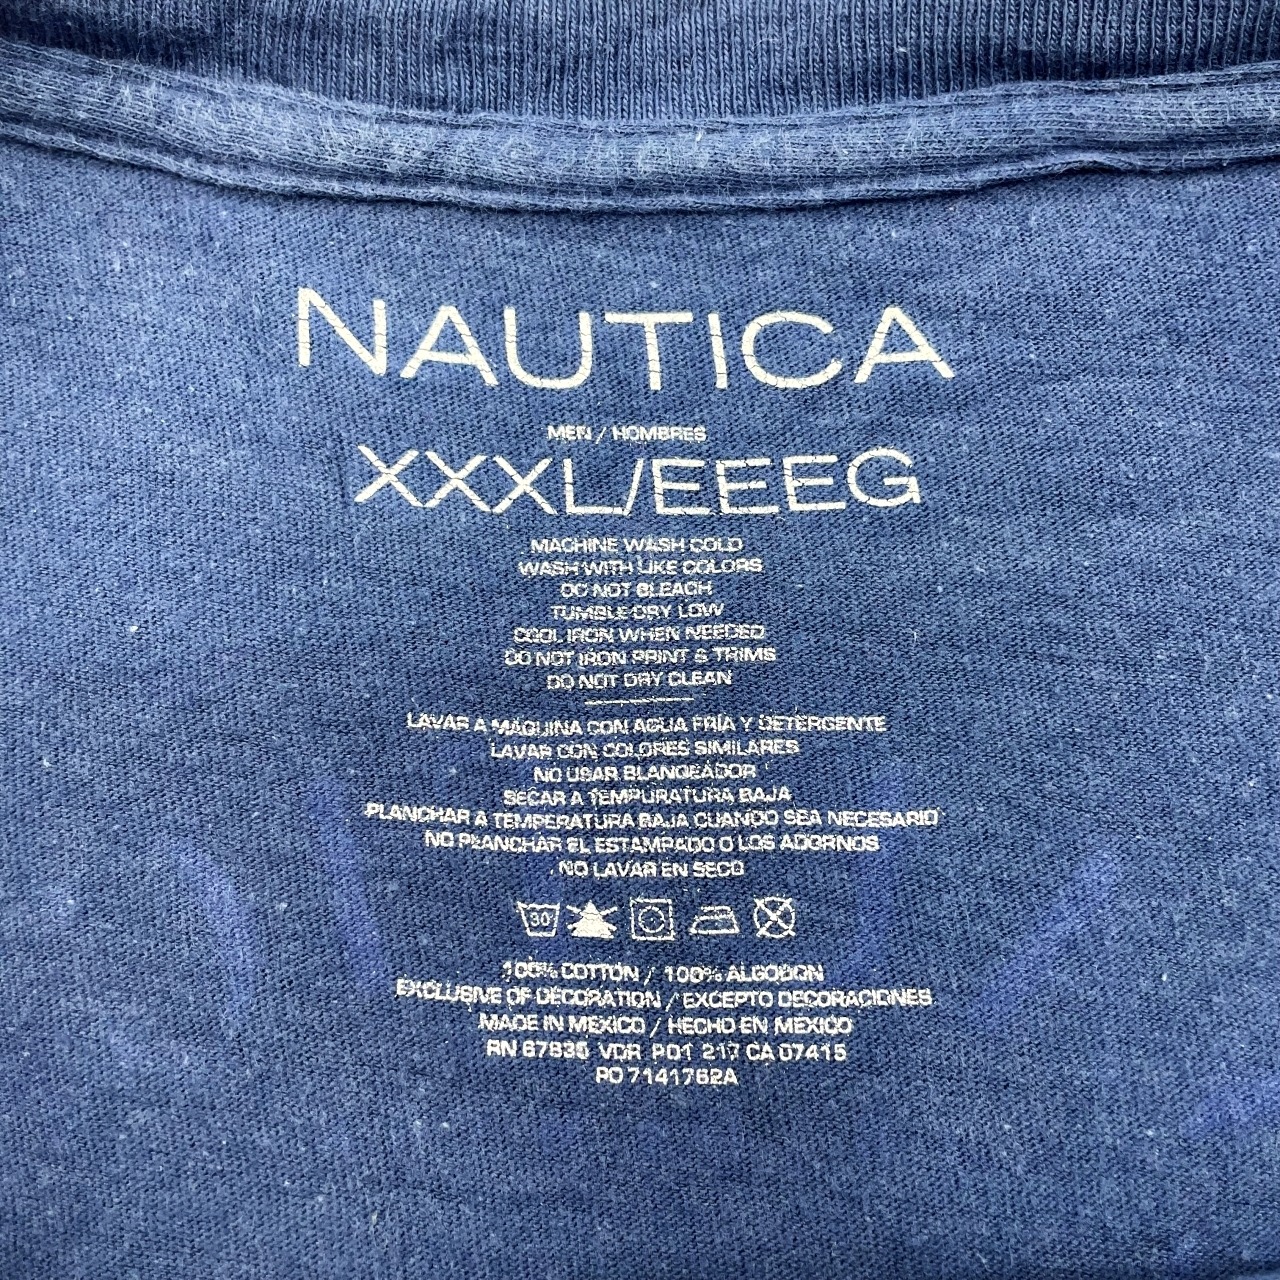 NAUTICA
MEN / HOMBRES
XXXL/EEEG
MACHINE WASH COLD
WASH WITH LIKE COLORS
DO NOT BLEACH
TUMBLE DRY LOW
COOL IRON WHEN NEEDED
DO NOT IRON PRINT & TRIMS
DO NOT DRY CLEAN
LAVAR A MÁQUINA CON AGUA FRÍA Y DETERGENTE
LAVAR CON COLORES SIMILARES
NO USAR BLANQEADOR
SECAR A TEMPURATURA BAJA
PLANCHAR A TEMPERATURA BAJA CUANDO SEA NECESARIO
NO PLANCHAR EL ESTAMPADO O LOS ADORNOS
NO LAVAR EN SECO
30
100% COTTON / 100% ALGODON
EXCLUSIVE OF DECORATION / EXCEPTO DECORACIONES
MADE IN MEXICO / HECHO EN MEXICO
RN 67835 VDR P01 217 CA 07415
PO 7141762A